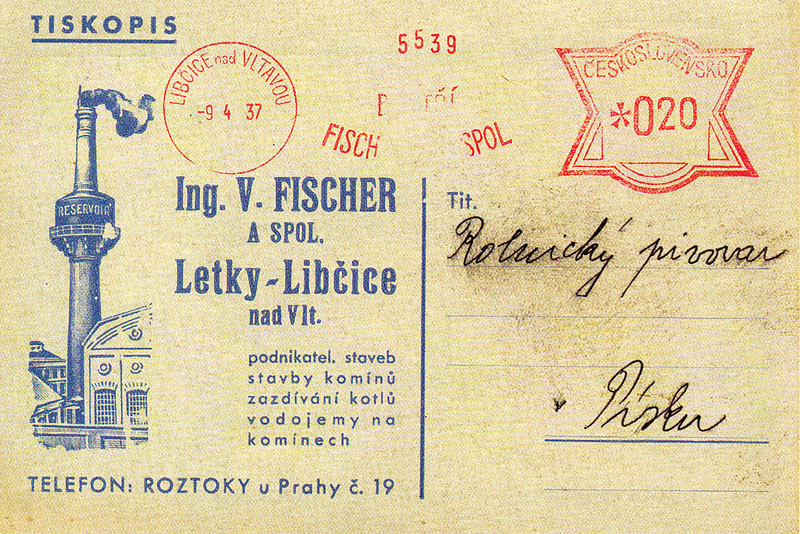 TISKOPIS
5539
LIBČICE nad VLTAVOU
-9 4 37
FISCH SPOL
ČESKOSLOVENSKO
*020
RESERVOIR
Ing. V. FISCHER
A SPOL.
Letky-Libčice
nad Vlt.
podnikatel. staveb
stavby komínů
zazdívání kotlů
vodojemy na
komínech
TELEFON: ROZTOKY u Prahy č. 19
Tit.
Rolnický pivovar
v Písku